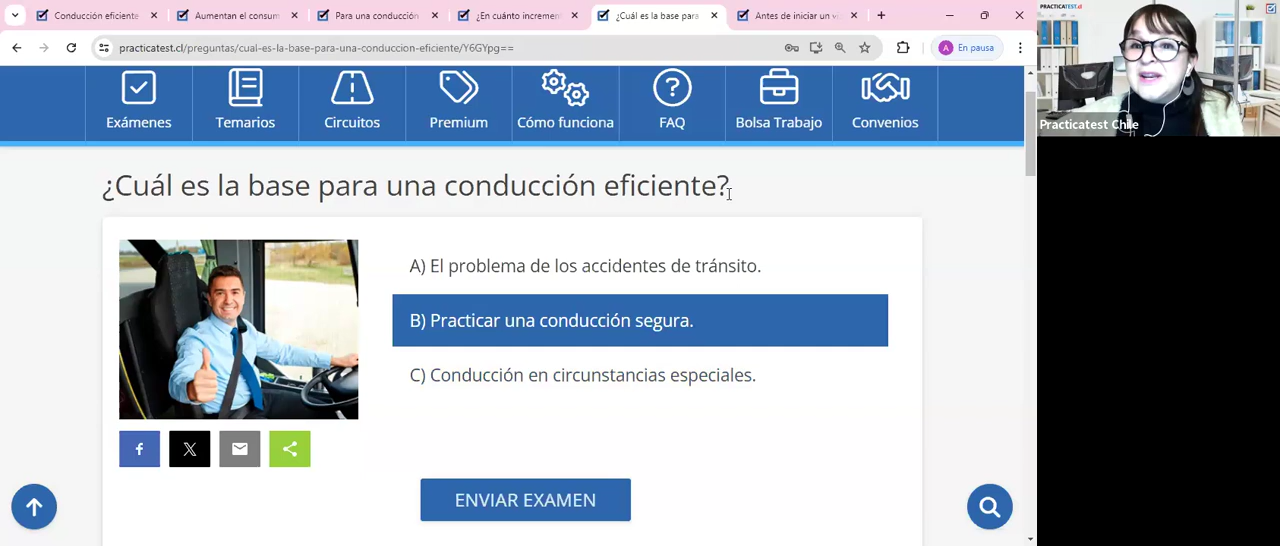 Conducción eficiente
Aumentan el consum
Para una conducción
¿En cuánto incremen
¿Cuál es la base para
Antes de iniciar un via
practicatest.cl/preguntas/cual-es-la-base-para-una-conduccion-eficiente/Y6GYpg==
A
En pausa
PRACTICATEST.cl
Exámenes
Temarios
Circuitos
Premium
Cómo funciona
FAQ
Bolsa Trabajo
Convenios
Practicatest Chile
¿Cuál es la base para una conducción eficiente?
A) El problema de los accidentes de tránsito.
B) Practicar una conducción segura.
C) Conducción en circunstancias especiales.
ENVIAR EXAMEN